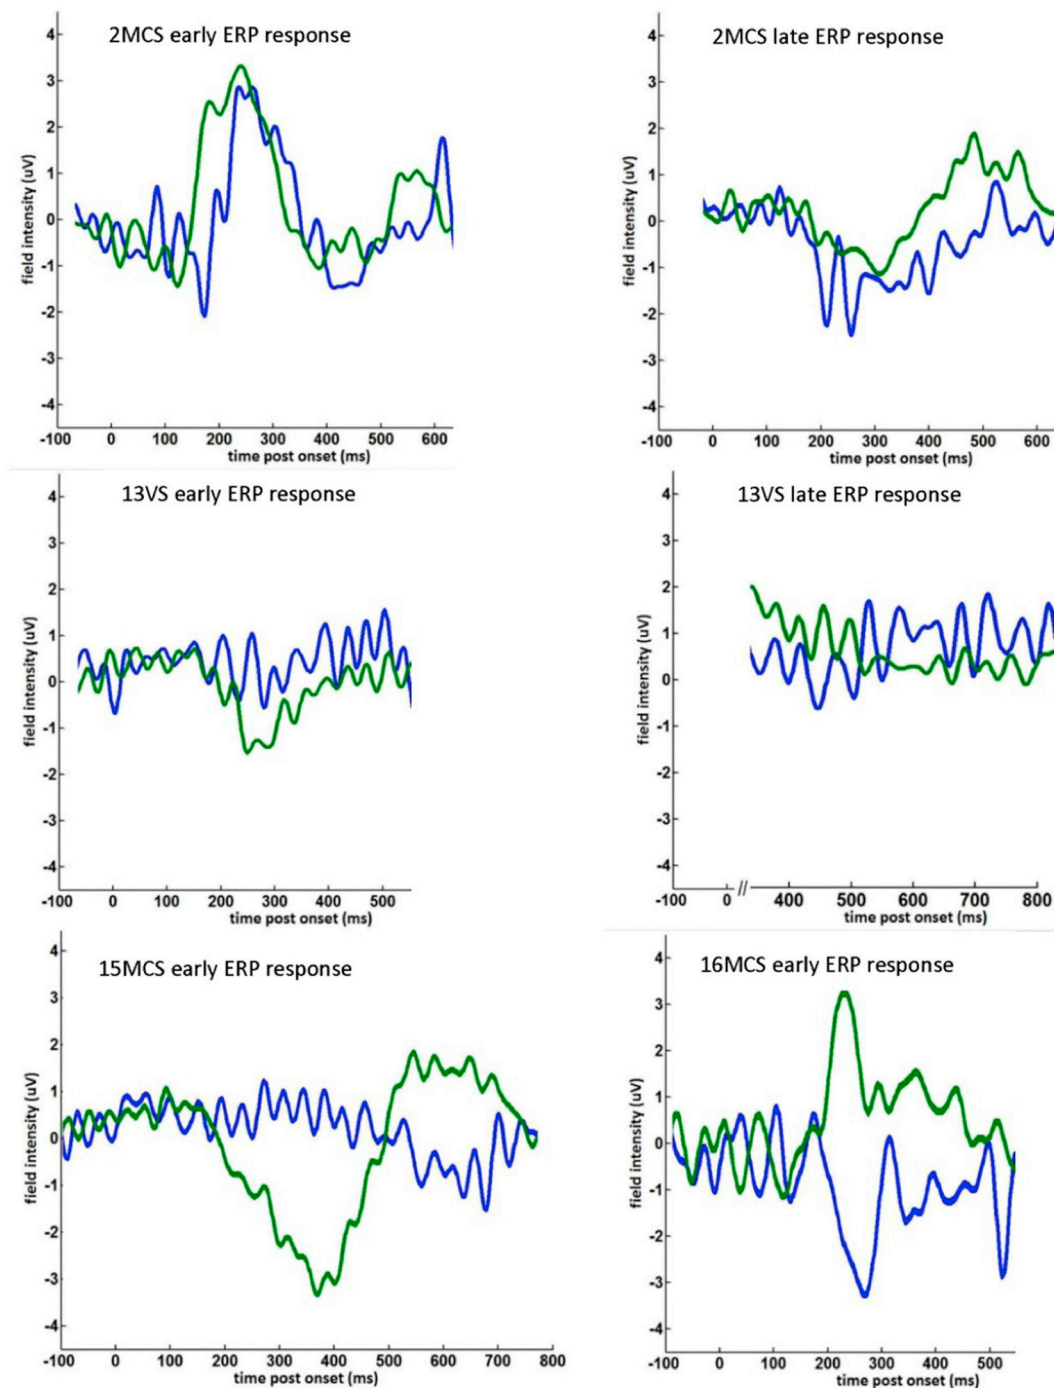 2MCS early ERP response
field intensity (uV)
4
3
2
1
0
-1
-2
-3
-4
-100 0 100 200 300 400 500 600
time post onset (ms)
2MCS late ERP response
field intensity (uV)
4
3
2
1
0
-1
-2
-3
-4
-100 0 100 200 300 400 500 600
time post onset (ms)
13VS early ERP response
field intensity (uV)
4
3
2
1
0
-1
-2
-3
-4
-100 0 100 200 300 400 500
time post onset (ms)
13VS late ERP response
field intensity (uV)
4
3
2
1
0
-1
-2
-3
-4
-100 0 // 400 500 600 700 800
time post onset (ms)
15MCS early ERP response
field intensity (uV)
4
3
2
1
0
-1
-2
-3
-4
-100 0 100 200 300 400 500 600 700 800
time post onset (ms)
16MCS early ERP response
field intensity (uV)
4
3
2
1
0
-1
-2
-3
-4
-100 0 100 200 300 400 500
time post onset (ms)